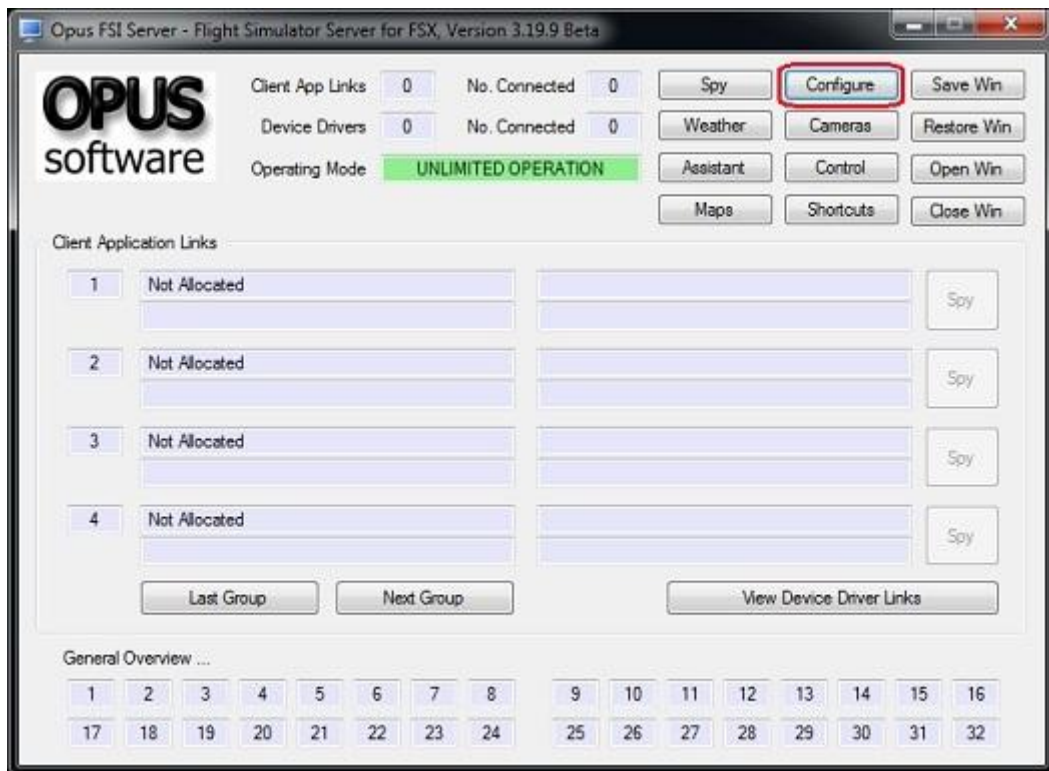 Opus FSI Server - Flight Simulator Server for FSX, Version 3.19.9 Beta
OPUS
software
Client App Links 0 No. Connected 0
Device Drivers 0 No. Connected 0
Operating Mode UNLIMITED OPERATION
Spy Configure Save Win
Weather Cameras Restore Win
Assistant Control Open Win
Maps Shortcuts Close Win
Client Application Links
1 Not Allocated Spy
2 Not Allocated Spy
3 Not Allocated Spy
4 Not Allocated Spy
Last Group Next Group View Device Driver Links
General Overview ...
1 2 3 4 5 6 7 8 9 10 11 12 13 14 15 16
17 18 19 20 21 22 23 24 25 26 27 28 29 30 31 32